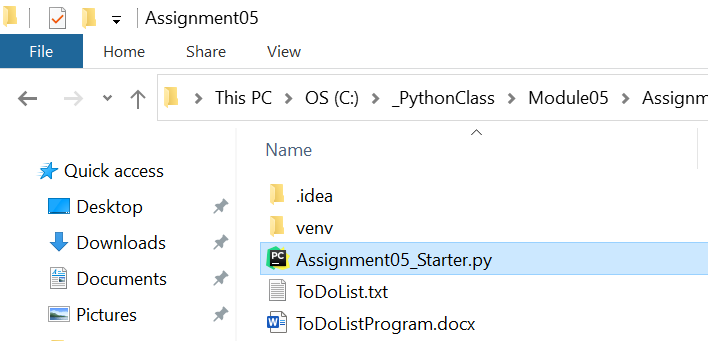 Assignment05
File Home Share View
This PC > OS (C:) > _PythonClass > Module05 > Assignm
Name
Quick access
Desktop
Downloads
Documents
Pictures
.idea
venv
PC Assignment05_Starter.py
ToDoList.txt
W ToDoListProgram.docx